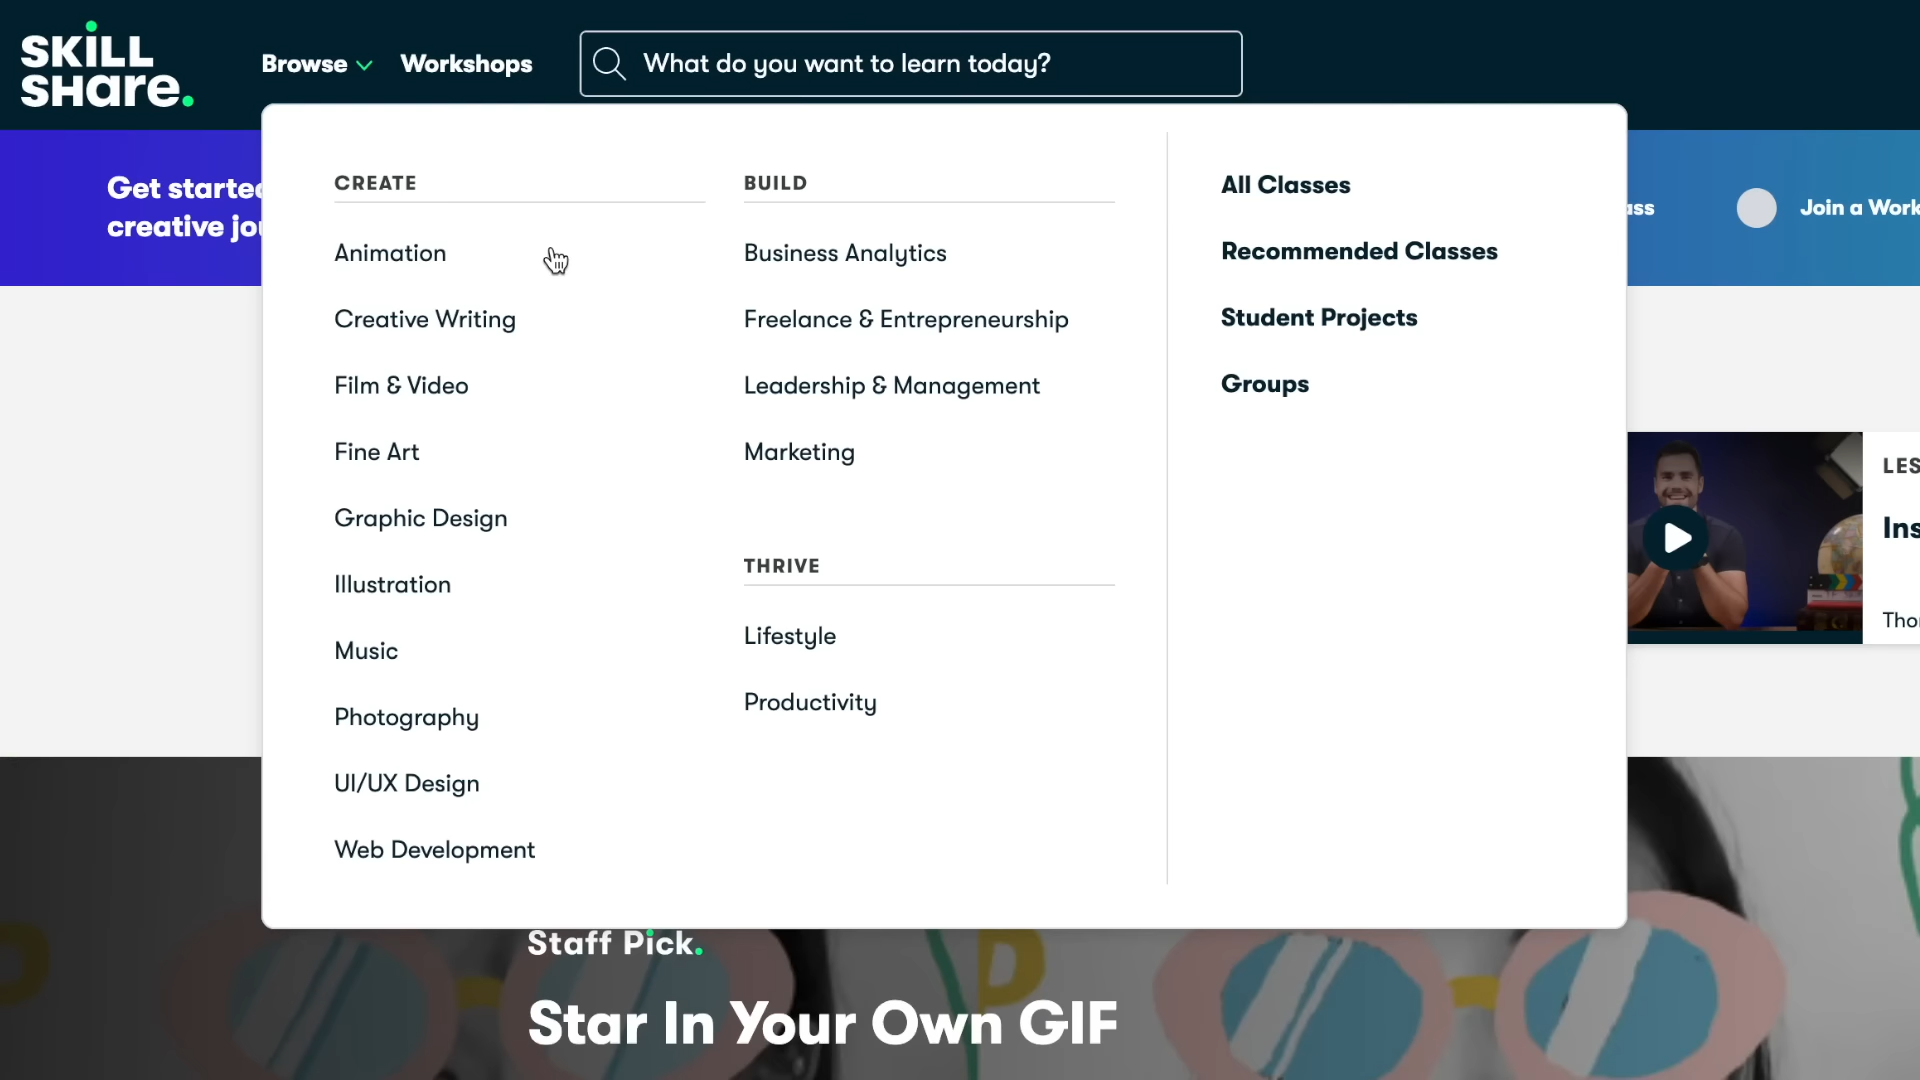 SKiLL
SHare.
Browse
Workshops
What do you want to learn today?
Get started
creative jou
ass
Join a Work
CREATE
Animation
Creative Writing
Film & Video
Fine Art
Graphic Design
Illustration
Music
Photography
UI/UX Design
Web Development
BUILD
Business Analytics
Freelance & Entrepreneurship
Leadership & Management
Marketing
THRIVE
Lifestyle
Productivity
All Classes
Recommended Classes
Student Projects
Groups
LES
Ins
Thor
Staff Pick.
Star In Your Own GIF